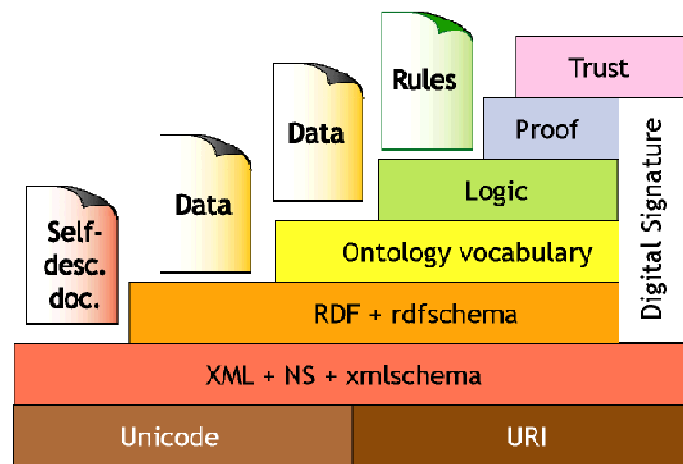 Trust
Rules
Proof
Data
Logic
Data
Self-
desc.
doc.
Ontology vocabulary
Digital Signature
RDF + rdfschema
XML + NS + xmlschema
Unicode
URI